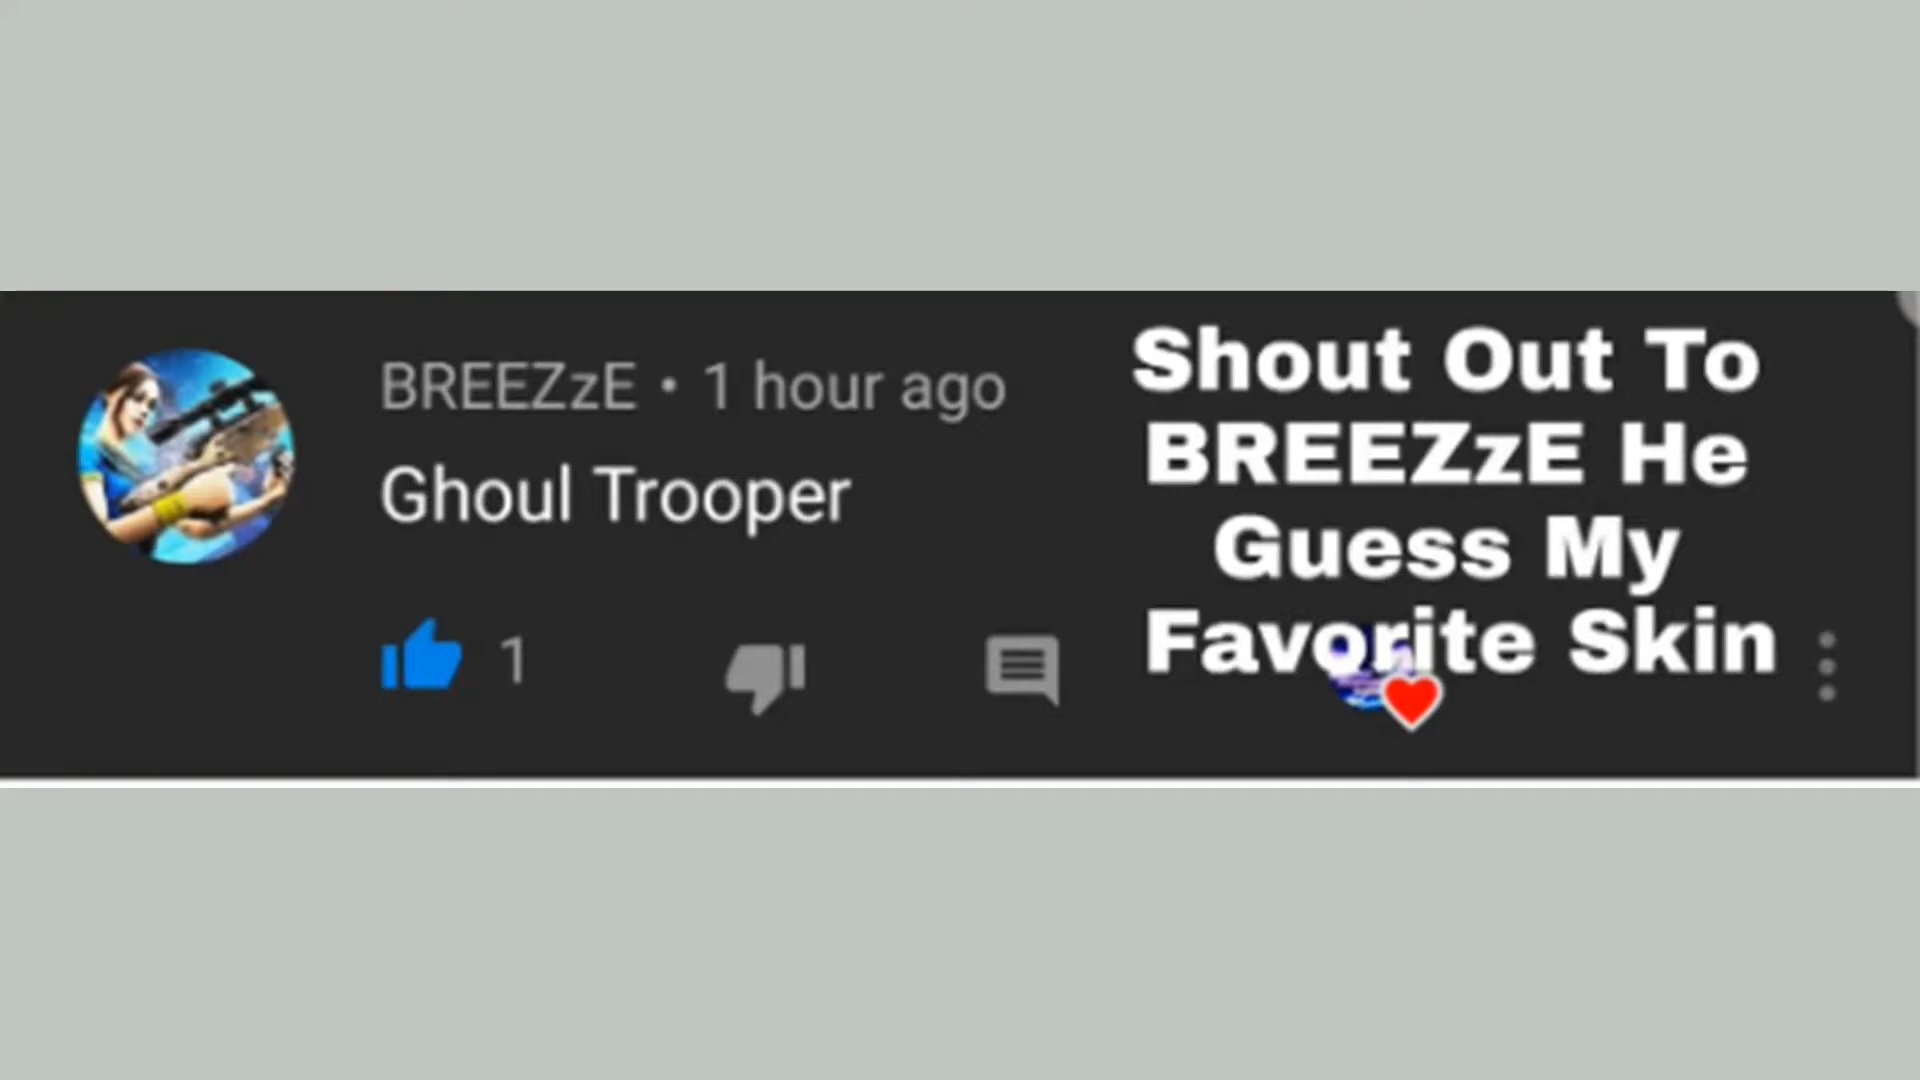 BREEZzE • 1 hour ago
Ghoul Trooper
1
Shout Out To
BREEZzE He
Guess My
Favorite Skin